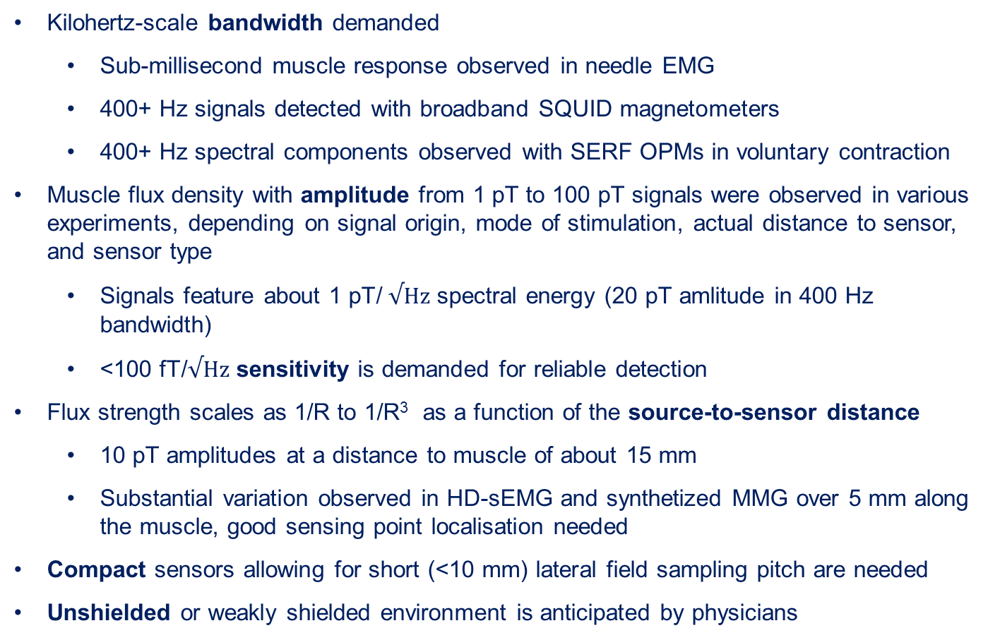 • Kilohertz-scale bandwidth demanded
• Sub-millisecond muscle response observed in needle EMG
• 400+ Hz signals detected with broadband SQUID magnetometers
• 400+ Hz spectral components observed with SERF OPMs in voluntary contraction
• Muscle flux density with amplitude from 1 pT to 100 pT signals were observed in various
experiments, depending on signal origin, mode of stimulation, actual distance to sensor,
and sensor type
• Signals feature about 1 pT/ √Hz spectral energy (20 pT amlitude in 400 Hz
bandwidth)
• <100 fT/√Hz sensitivity is demanded for reliable detection
• Flux strength scales as 1/R to 1/R³ as a function of the source-to-sensor distance
• 10 pT amplitudes at a distance to muscle of about 15 mm
• Substantial variation observed in HD-sEMG and synthetized MMG over 5 mm along
the muscle, good sensing point localisation needed
• Compact sensors allowing for short (<10 mm) lateral field sampling pitch are needed
• Unshielded or weakly shielded environment is anticipated by physicians